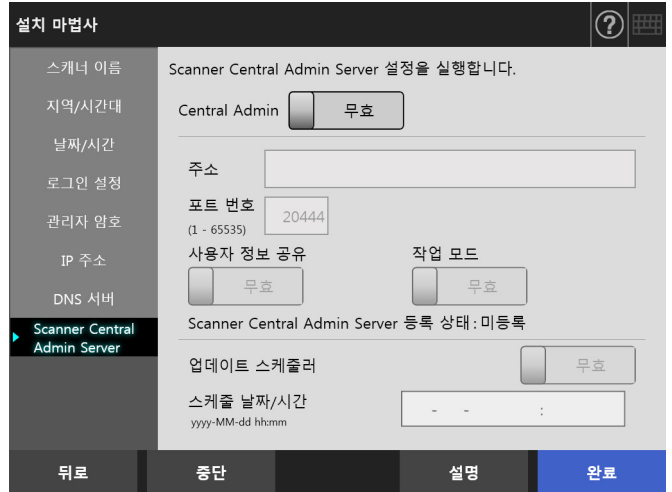 설치 마법사
?
스캐너 이름
지역/시간대
날짜/시간
로그인 설정
관리자 암호
IP 주소
DNS 서버
Scanner Central
Admin Server
Scanner Central Admin Server 설정을 실행합니다.
Central Admin 무효
주소
포트 번호 20444
(1 - 65535)
사용자 정보 공유 작업 모드
무효 무효
Scanner Central Admin Server 등록 상태:미등록
업데이트 스케줄러 무효
스케줄 날짜/시간 - - :
yyyy-MM-dd hh:mm
뒤로 중단 설명 완료